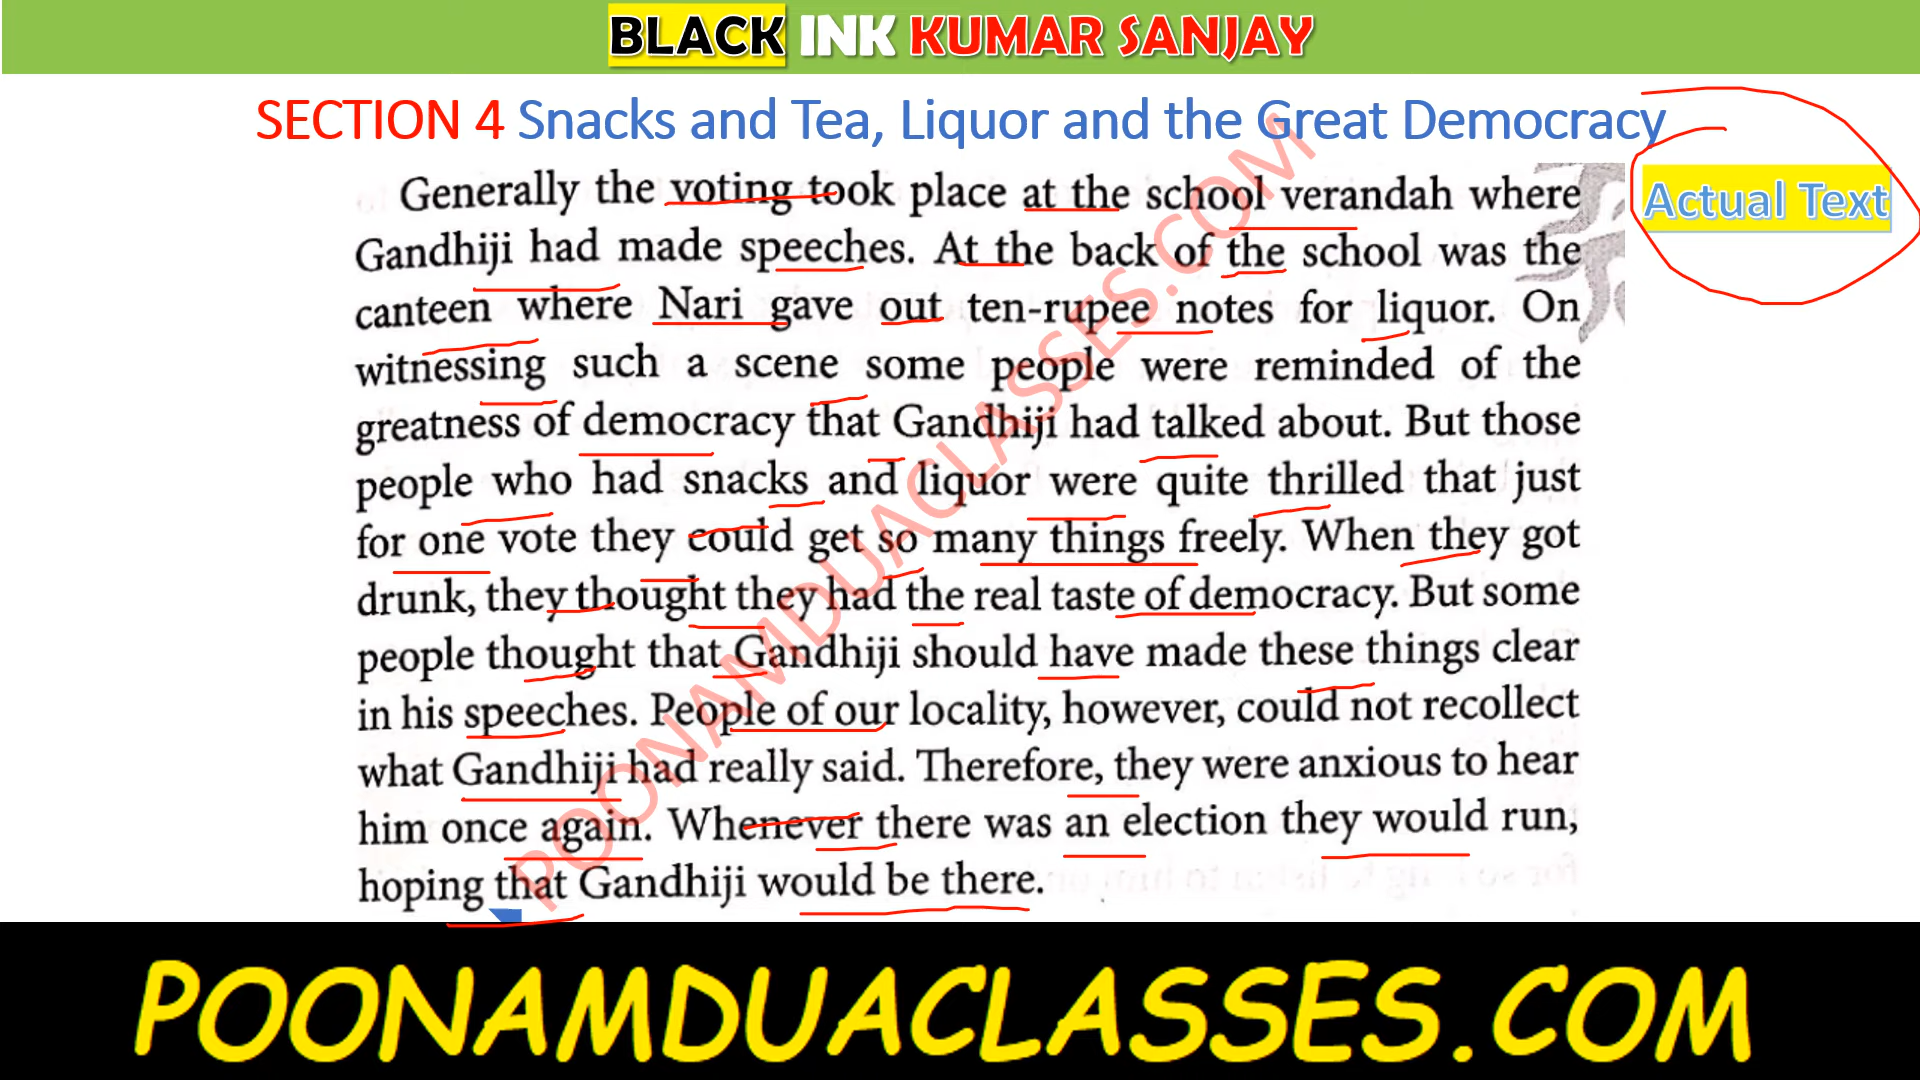 BLACK INK KUMAR SANJAY
SECTION 4 Snacks and Tea, Liquor and the Great Democracy
Actual Text
Generally the voting took place at the school verandah where
Gandhiji had made speeches. At the back of the school was the
canteen where Nari gave out ten-rupee notes for liquor. On
witnessing such a scene some people were reminded of the
greatness of democracy that Gandhiji had talked about. But those
people who had snacks and liquor were quite thrilled that just
for one vote they could get so many things freely. When they got
drunk, they thought they had the real taste of democracy. But some
people thought that Gandhiji should have made these things clear
in his speeches. People of our locality, however, could not recollect
what Gandhiji had really said. Therefore, they were anxious to hear
him once again. Whenever there was an election they would run,
hoping that Gandhiji would be there.
POONAMDUACLASSES.COM
POONAMDUACLASSES.COM